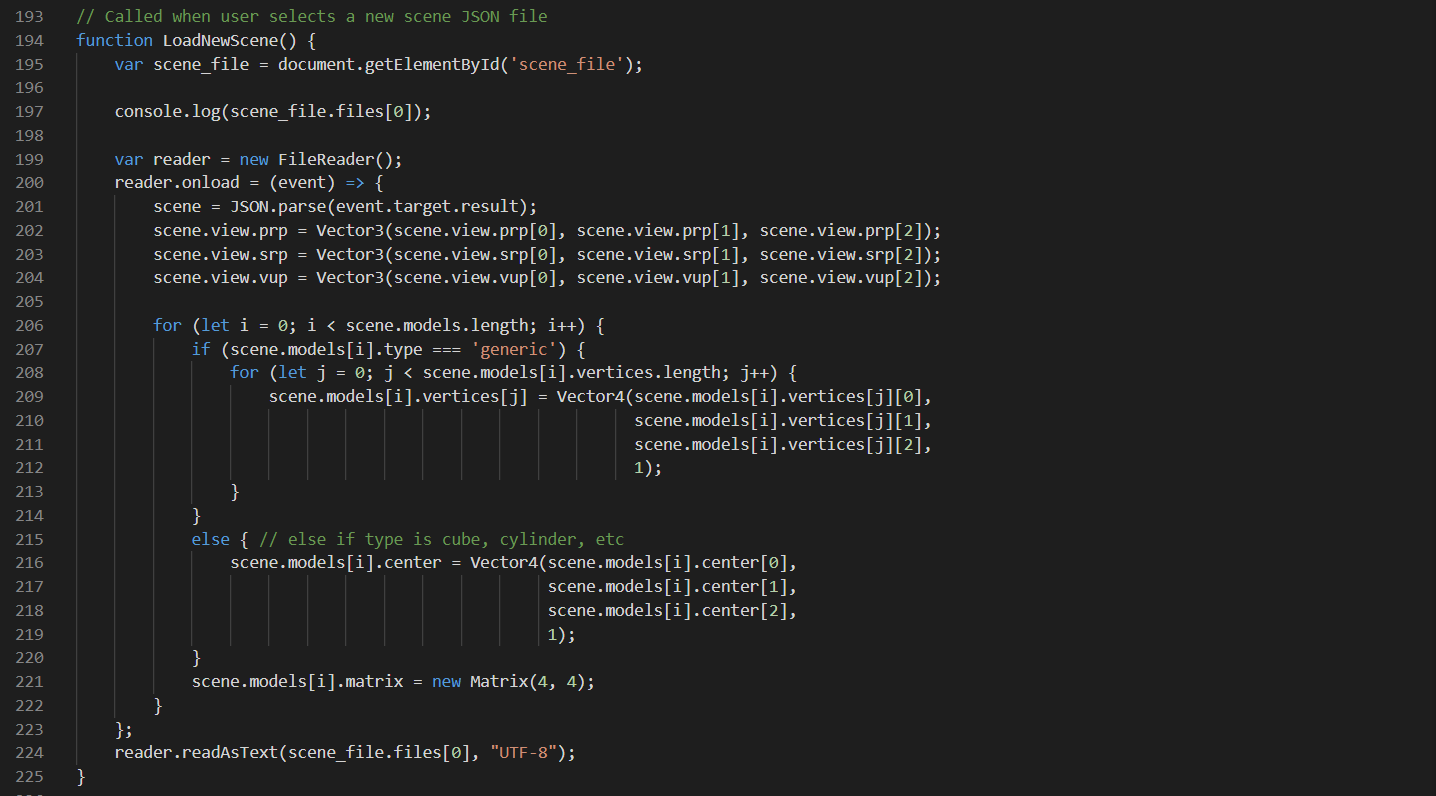 193 // Called when user selects a new scene JSON file
194 function LoadNewScene() {
195 var scene_file = document.getElementById('scene_file');
196
197 console.log(scene_file.files[0]);
198
199 var reader = new FileReader();
200 reader.onload = (event) => {
201 scene = JSON.parse(event.target.result);
202 scene.view.prp = Vector3(scene.view.prp[0], scene.view.prp[1], scene.view.prp[2]);
203 scene.view.srp = Vector3(scene.view.srp[0], scene.view.srp[1], scene.view.srp[2]);
204 scene.view.vup = Vector3(scene.view.vup[0], scene.view.vup[1], scene.view.vup[2]);
205
206 for (let i = 0; i < scene.models.length; i++) {
207 if (scene.models[i].type === 'generic') {
208 for (let j = 0; j < scene.models[i].vertices.length; j++) {
209 scene.models[i].vertices[j] = Vector4(scene.models[i].vertices[j][0],
210 scene.models[i].vertices[j][1],
211 scene.models[i].vertices[j][2],
212 1);
213 }
214 }
215 else { // else if type is cube, cylinder, etc
216 scene.models[i].center = Vector4(scene.models[i].center[0],
217 scene.models[i].center[1],
218 scene.models[i].center[2],
219 1);
220 }
221 scene.models[i].matrix = new Matrix(4, 4);
222 }
223 };
224 reader.readAsText(scene_file.files[0], "UTF-8");
225 }